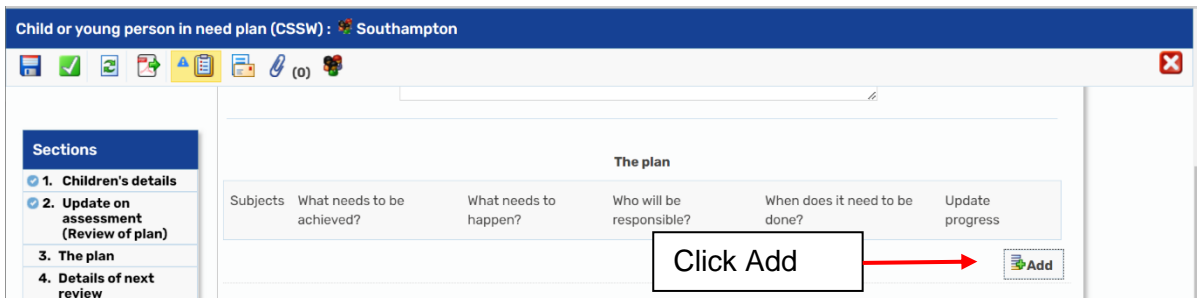 Child or young person in need plan (CSSW) : Southampton
(0)
Sections
1. Children's details
2. Update on
assessment
(Review of plan)
3. The plan
4. Details of next
review
The plan
Subjects What needs to be achieved? What needs to happen? Who will be responsible? When does it need to be done? Update progress
Click Add
Add